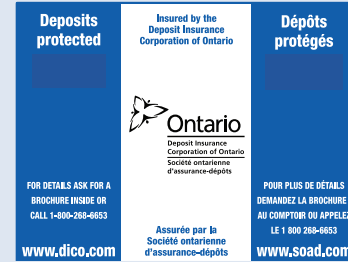 Deposits
protected
FOR DETAILS ASK FOR A
BROCHURE INSIDE OR
CALL 1-800-268-6653
www.dico.com
Insured by the
Deposit Insurance
Corporation of Ontario
Ontario
Deposit Insurance
Corporation of Ontario
Société ontarienne
d'assurance-dépôts
Assurée par la
Société ontarienne
d'assurance-dépôts
Dépôts
protégés
POUR PLUS DE DÉTAILS
DEMANDEZ LA BROCHURE
AU COMPTOIR OU APPELEZ
LE 1 800 268-6653
www.soad.com